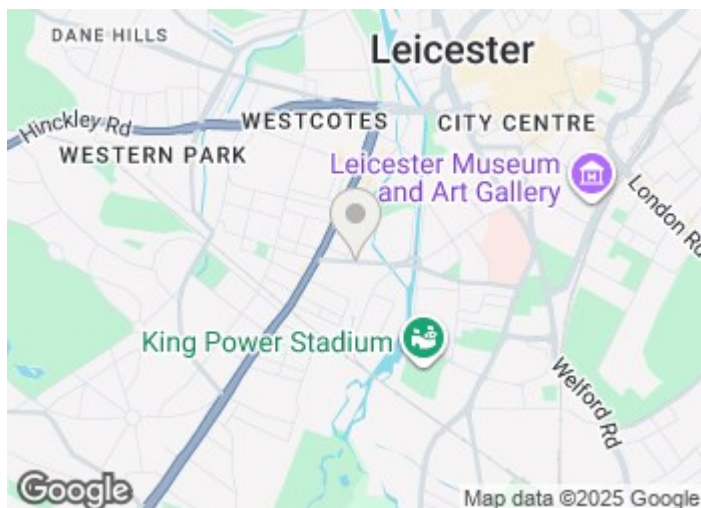 DANE HILLS
Leicester
Hinckley Rd
WESTCOTES
CITY CENTRE
WESTERN PARK
Leicester Museum
and Art Gallery
London Rd
King Power Stadium
Welford Rd
Google
Map data ©2025 Google